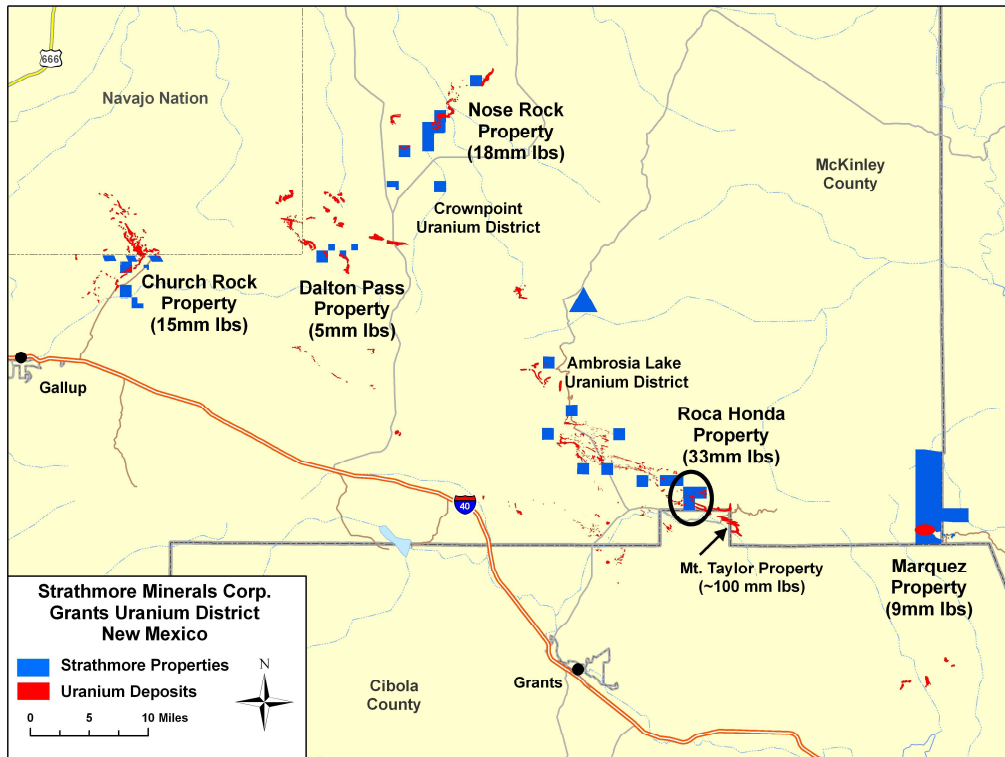 666
Navajo Nation
Nose Rock
Property
(18mm lbs)
McKinley
County
Crownpoint
Uranium District
Church Rock
Property
(15mm lbs)
Dalton Pass
Property
(5mm lbs)
Gallup
Ambrosia Lake
Uranium District
Roca Honda
Property
(33mm lbs)
40
Mt. Taylor Property
(~100 mm lbs)
Marquez
Property
(9mm lbs)
Strathmore Minerals Corp.
Grants Uranium District
New Mexico
Strathmore Properties
Uranium Deposits
N
0 5 10 Miles
Cibola
County
Grants